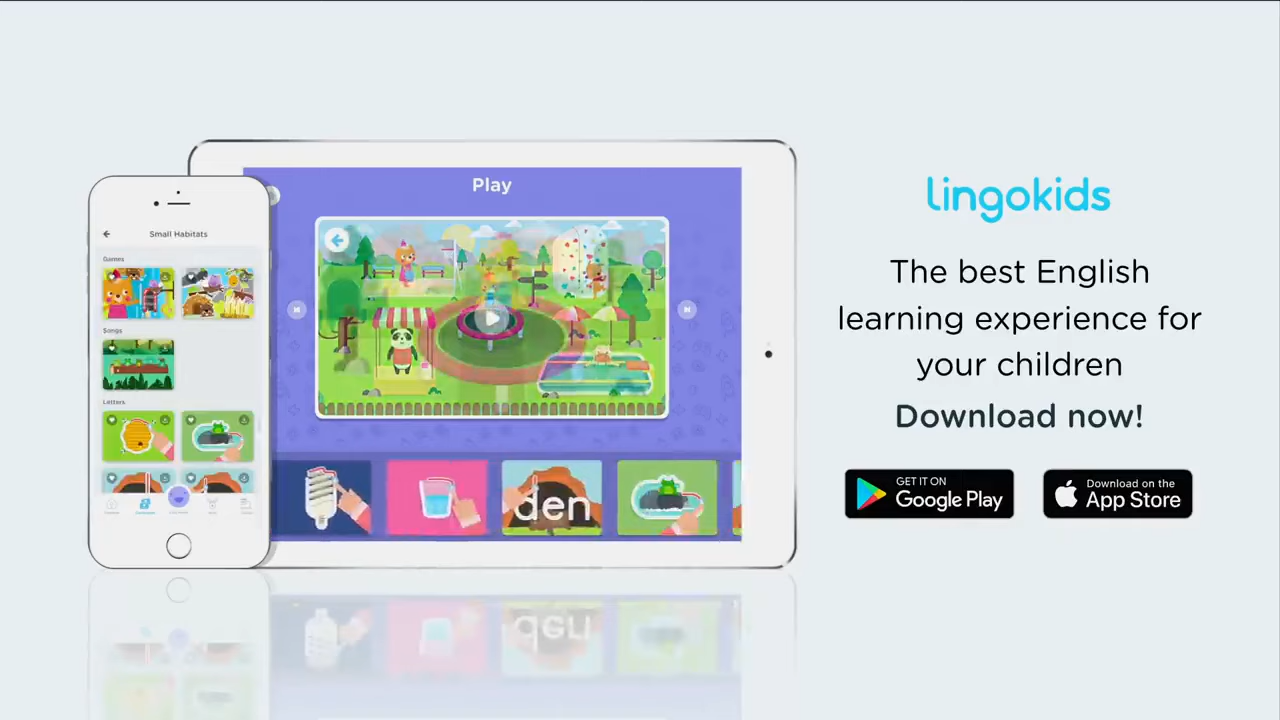 Play
Small Habitats
Games
Songs
Letters
den
lingokids
The best English
learning experience for
your children
Download now!
GET IT ON
Google Play
Download on the
App Store